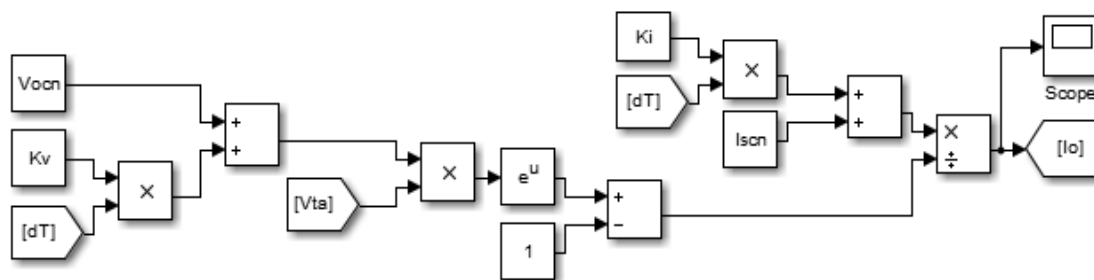 Vocn
Kv
[dT]
+
+
×
[Vta]
×
e^u
1
+
−
Ki
[dT]
×
Iscn
+
+
×
÷
Scope
[Io]